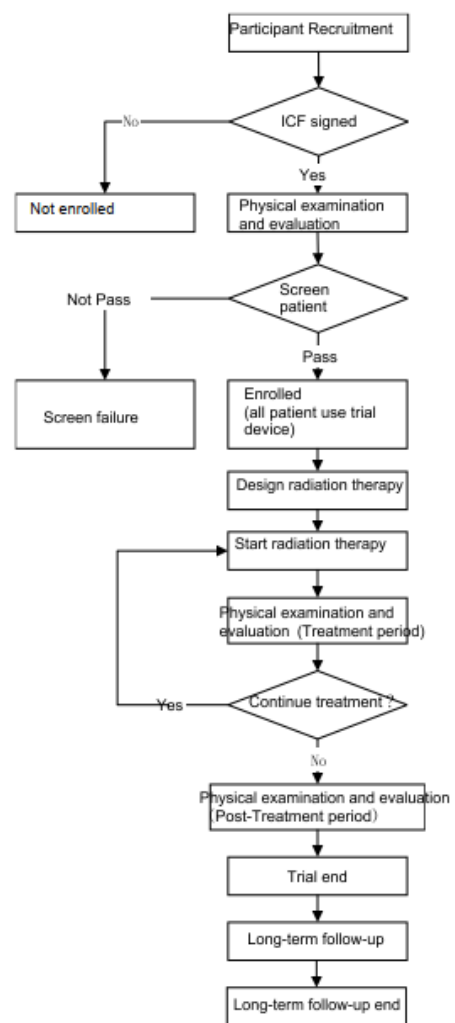 Participant Recruitment
ICF signed
No
Yes
Not enrolled
Physical examination
and evaluation
Screen
patient
Not Pass
Pass
Screen failure
Enrolled
(all patient use trial
device)
Design radiation therapy
Start radiation therapy
Physical examination and
evaluation (Treatment period)
Continue treatment？
Yes
No
Physical examination and evaluation
（Post-Treatment period）
Trial end
Long-term follow-up
Long-term follow-up end